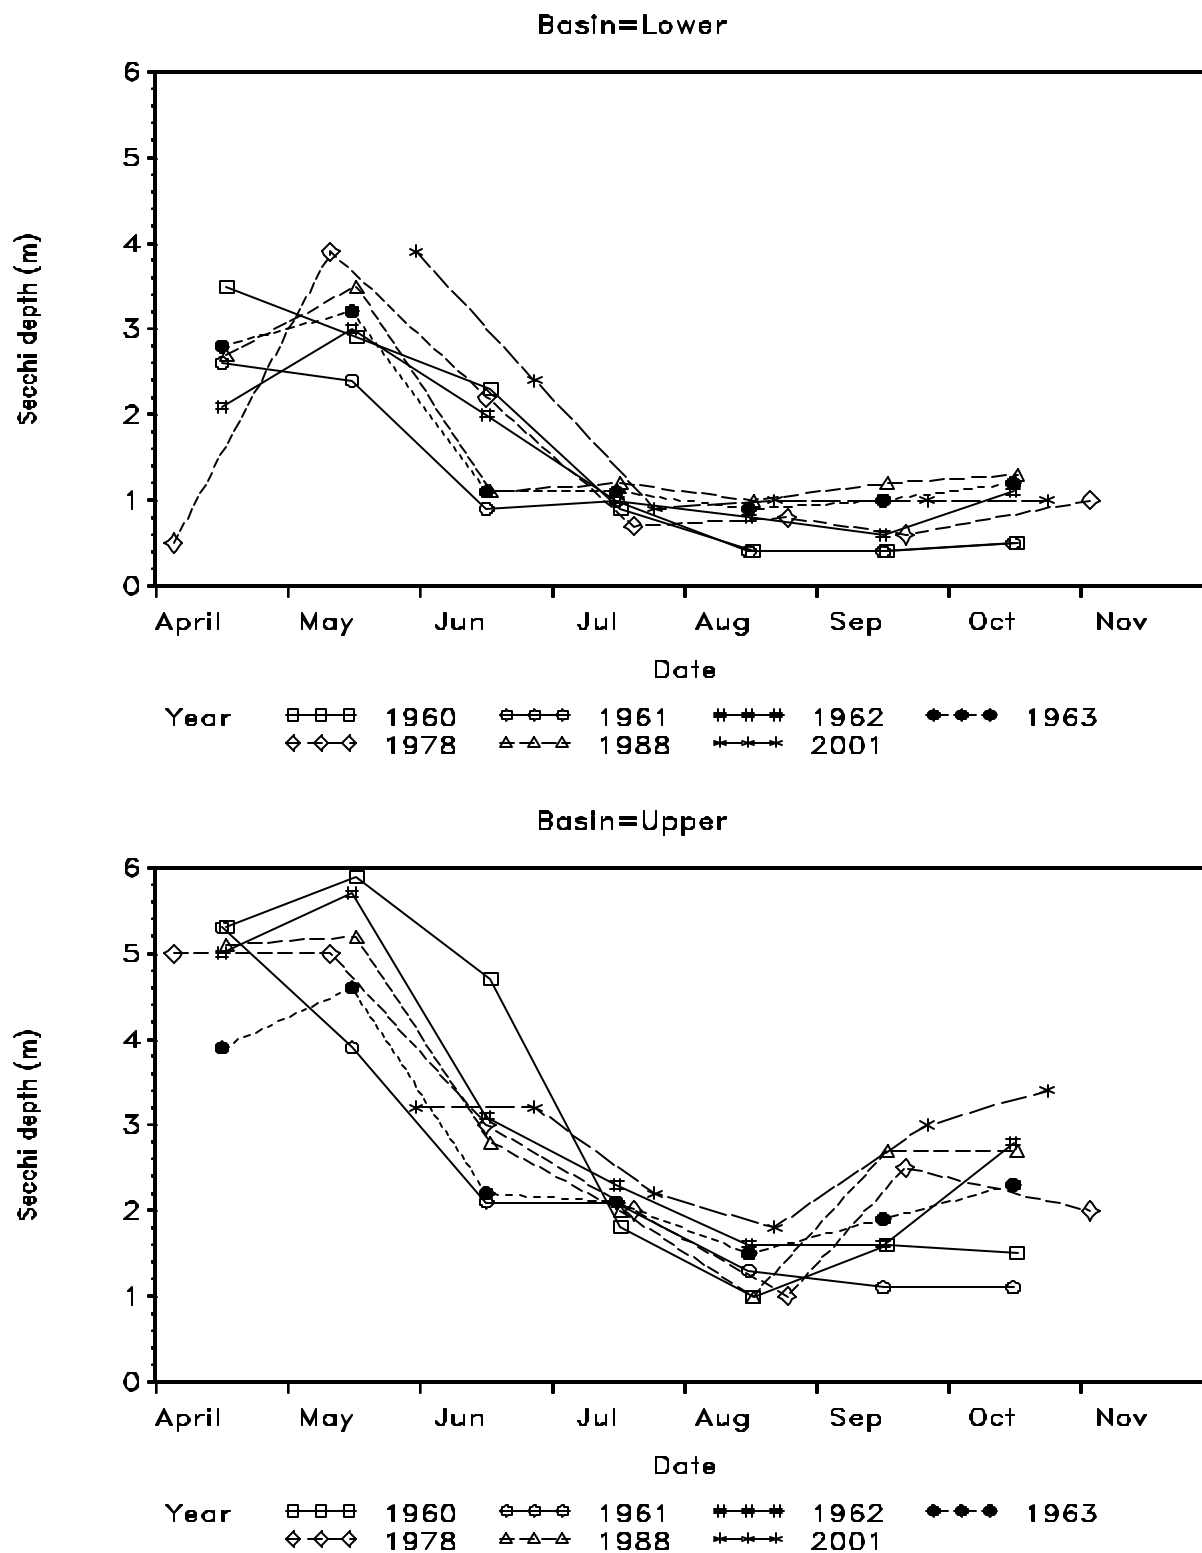 Basin=Lower
6
5
4
3
2
1
0
Secchi depth (m)
April May Jun Jul Aug Sep Oct Nov
Date
Year 1960 1961 1962 1963
1978 1988 2001
Basin=Upper
6
5
4
3
2
1
0
Secchi depth (m)
April May Jun Jul Aug Sep Oct Nov
Date
Year 1960 1961 1962 1963
1978 1988 2001